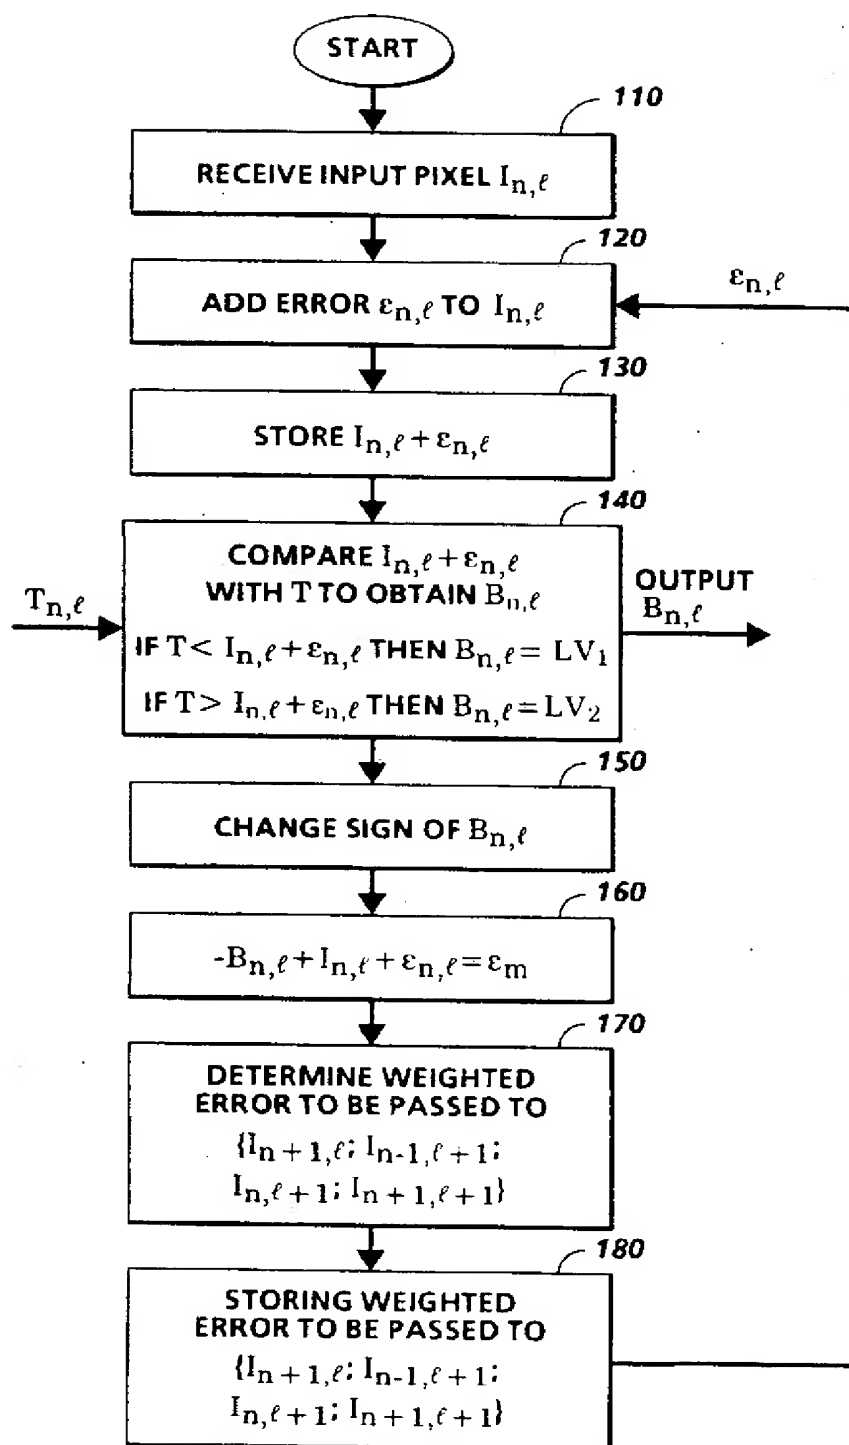 START
110
RECEIVE INPUT PIXEL Iₙ,ℓ
120
εₙ,ℓ
ADD ERROR εₙ,ℓ TO Iₙ,ℓ
130
STORE Iₙ,ℓ + εₙ,ℓ
140
COMPARE Iₙ,ℓ + εₙ,ℓ
WITH T TO OBTAIN Bₙ,ℓ
IF T < Iₙ,ℓ + εₙ,ℓ THEN Bₙ,ℓ = LV₁
IF T > Iₙ,ℓ + εₙ,ℓ THEN Bₙ,ℓ = LV₂
Tₙ,ℓ
OUTPUT
Bₙ,ℓ
150
CHANGE SIGN OF Bₙ,ℓ
160
-Bₙ,ℓ + Iₙ,ℓ + εₙ,ℓ = εₘ
170
DETERMINE WEIGHTED
ERROR TO BE PASSED TO
{Iₙ₊₁,ℓ; Iₙ₋₁,ℓ₊₁;
Iₙ,ℓ₊₁; Iₙ₊₁,ℓ₊₁}
180
STORING WEIGHTED
ERROR TO BE PASSED TO
{Iₙ₊₁,ℓ; Iₙ₋₁,ℓ₊₁;
Iₙ,ℓ₊₁; Iₙ₊₁,ℓ₊₁}